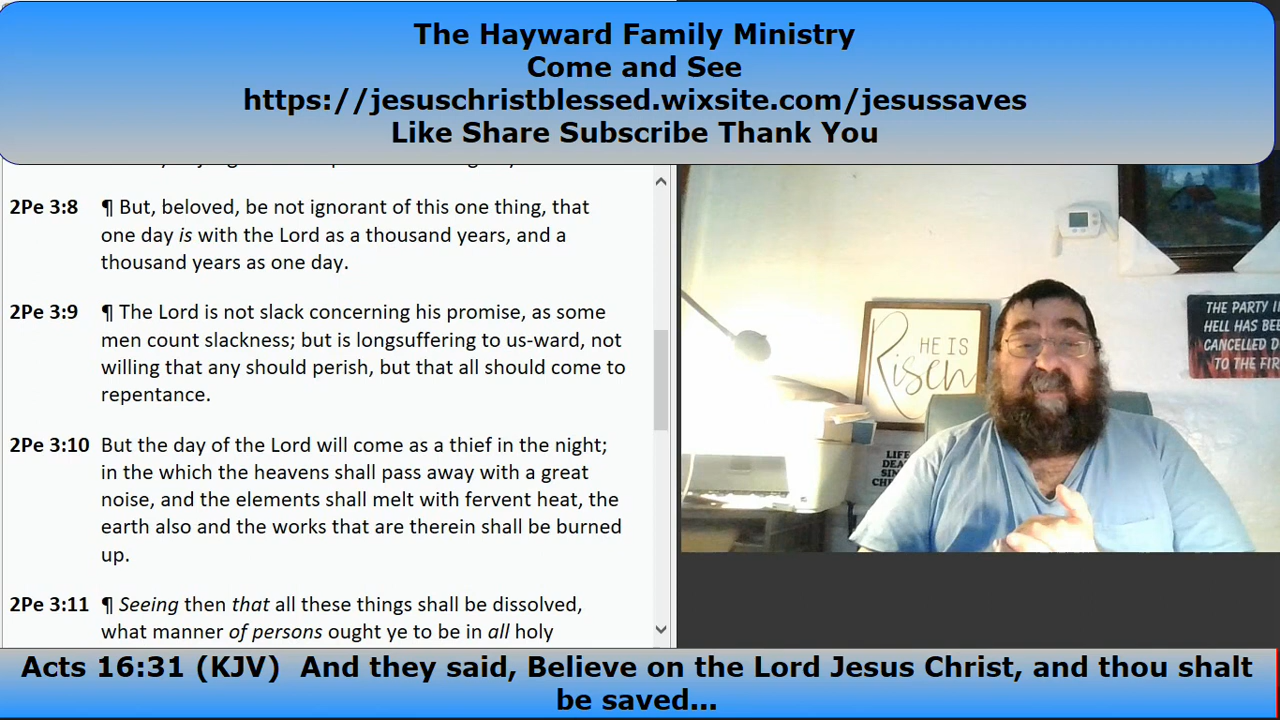 The Hayward Family Ministry
Come and See
https://jesuschristblessed.wixsite.com/jesussaves
Like Share Subscribe Thank You
2Pe 3:8 ¶ But, beloved, be not ignorant of this one thing, that
one day is with the Lord as a thousand years, and a
thousand years as one day.
2Pe 3:9 ¶ The Lord is not slack concerning his promise, as some
men count slackness; but is longsuffering to us-ward, not
willing that any should perish, but that all should come to
repentance.
2Pe 3:10 But the day of the Lord will come as a thief in the night;
in the which the heavens shall pass away with a great
noise, and the elements shall melt with fervent heat, the
earth also and the works that are therein shall be burned
up.
2Pe 3:11 ¶ Seeing then that all these things shall be dissolved,
what manner of persons ought ye to be in all holy
HE IS
Risen
THE PARTY I
HELL HAS BEE
CANCELLED D
TO THE FIR
LIFE
DEA
SIN
CH
Acts 16:31 (KJV) And they said, Believe on the Lord Jesus Christ, and thou shalt
be saved...